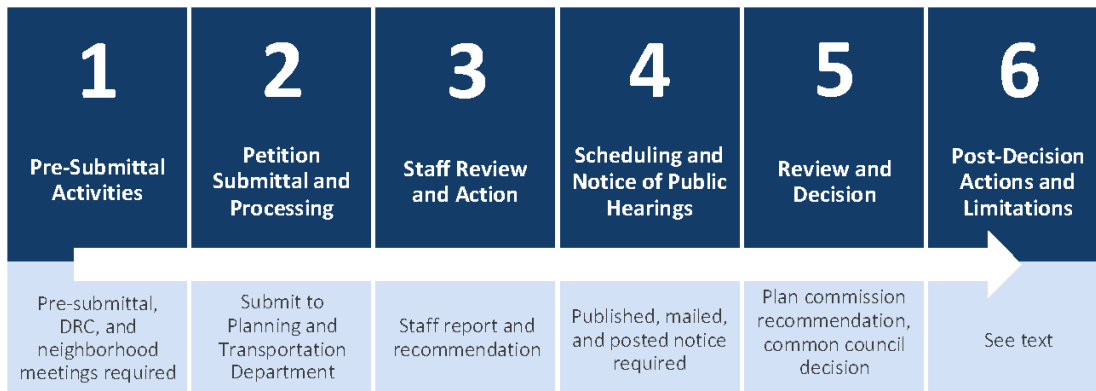 1
Pre-Submittal
Activities
2
Petition
Submittal and
Processing
3
Staff Review
and Action
4
Scheduling and
Notice of Public
Hearings
5
Review and
Decision
6
Post-Decision
Actions and
Limitations
Pre-submittal,
DRC, and
neighborhood
meetings required
Submit to
Planning and
Transportation
Department
Staff report and
recommendation
Published, mailed,
and posted notice
required
Plan commission
recommendation,
common council
decision
See text